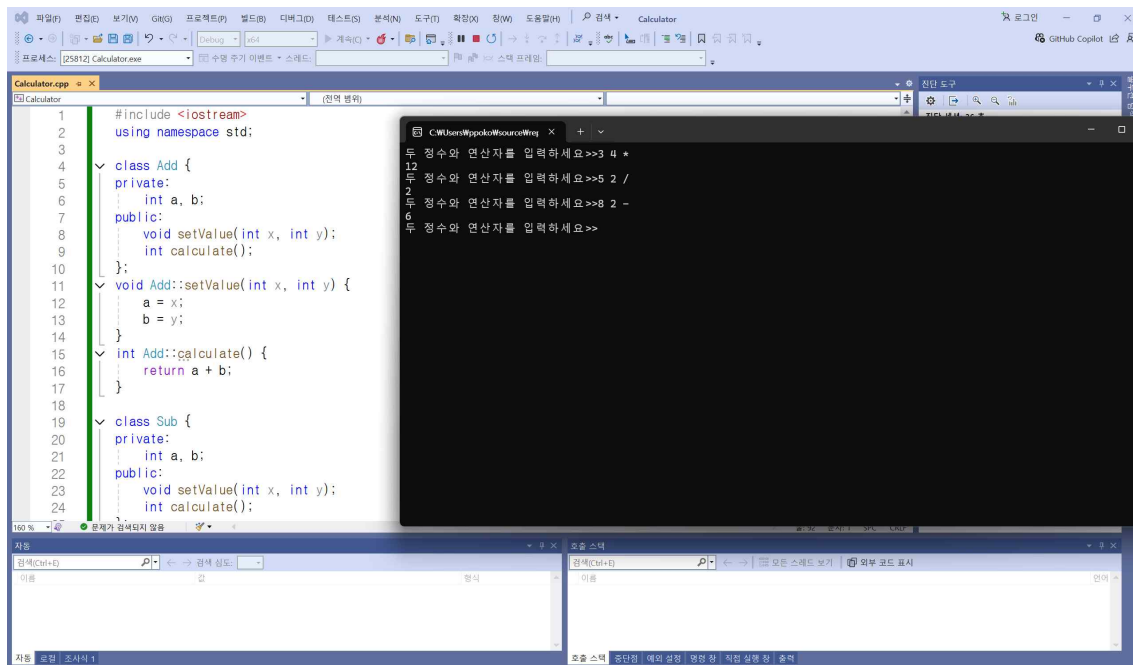 파일(F) 편집(E) 보기(V) Git(G) 프로젝트(P) 빌드(B) 디버그(D) 테스트(S) 분석(N) 도구(T) 확장(X) 창(W) 도움말(H) 검색 Calculator 로그인
Debug x64 계속(C) GitHub Copilot
프로세스: [25812] Calculator.exe 수명 주기 이벤트 스레드: 스택 프레임:
Calculator.cpp 진단 도구
Calculator (전역 범위)
1 #include <iostream>
2 using namespace std;
3
4 class Add {
5 private:
6 int a, b;
7 public:
8 void setValue(int x, int y);
9 int calculate();
10 };
11 void Add::setValue(int x, int y) {
12 a = x;
13 b = y;
14 }
15 int Add::calculate() {
16 return a + b;
17 }
18
19 class Sub {
20 private:
21 int a, b;
22 public:
23 void setValue(int x, int y);
24 int calculate();
C:₩Users₩ppoko₩source₩rep
두 정수와 연산자를 입력하세요>>3 4 *
12
두 정수와 연산자를 입력하세요>>5 2 /
2
두 정수와 연산자를 입력하세요>>8 2 -
6
두 정수와 연산자를 입력하세요>>
160 % 문제가 검색되지 않음
자동
검색(Ctrl+E) 검색 심도:
이름 값 형식
자동 로컬 조사식 1
호출 스택
검색(Ctrl+E) 모든 스레드 보기 외부 코드 표시
이름 언어
호출 스택 중단점 예외 설정 명령 창 직접 실행 창 출력